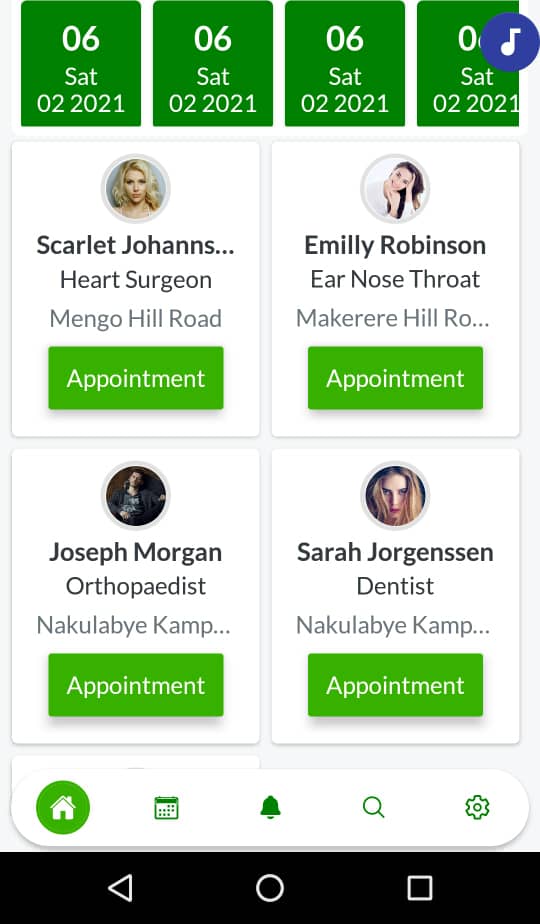 06
Sat
02 2021
06
Sat
02 2021
06
Sat
02 2021
Sat
02 2021
Scarlet Johanns...
Heart Surgeon
Mengo Hill Road
Appointment
Emilly Robinson
Ear Nose Throat
Makerere Hill Ro...
Appointment
Joseph Morgan
Orthopaedist
Nakulabye Kamp...
Appointment
Sarah Jorgenssen
Dentist
Nakulabye Kamp...
Appointment